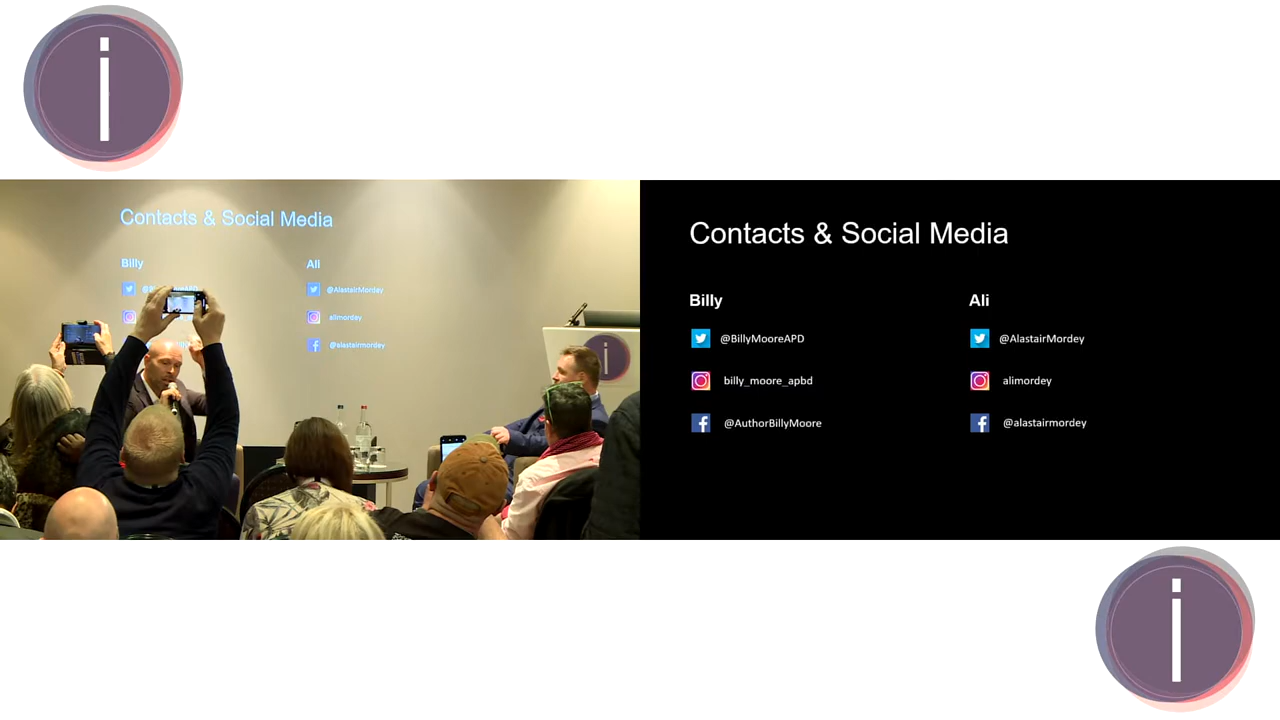 i
Contacts & Social Media
Billy
Ali
@AlastairMordey
alimordey
@alastairmordey
i
Contacts & Social Media
Billy
Ali
@BillyMooreAPD
@AlastairMordey
billy_moore_apbd
alimordey
@AuthorBillyMoore
@alastairmordey
i